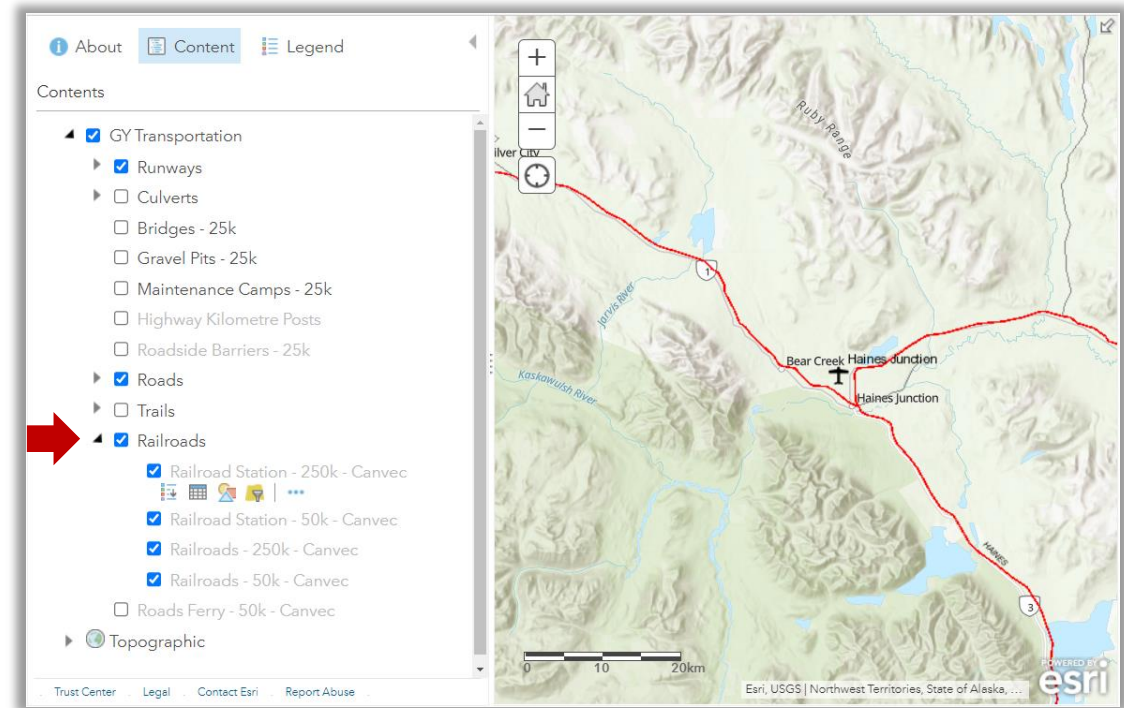 About Content Legend
Contents
GY Transportation
Runways
Culverts
Bridges - 25k
Gravel Pits - 25k
Maintenance Camps - 25k
Highway Kilometre Posts
Roadside Barriers - 25k
Roads
Trails
Railroads
Railroad Station - 250k - Canvec
Railroad Station - 50k - Canvec
Railroads - 250k - Canvec
Railroads - 50k - Canvec
Roads Ferry - 50k - Canvec
Topographic
Trust Center Legal Contact Esri Report Abuse
+
−
ilver City
Ruby Range
1
Jarvis River
Kaskawulsh River
Bear Creek Haines Junction
Haines Junction
HAINES
3
0 10 20km
POWERED BY
esri
Esri, USGS | Northwest Territories, State of Alaska, ...